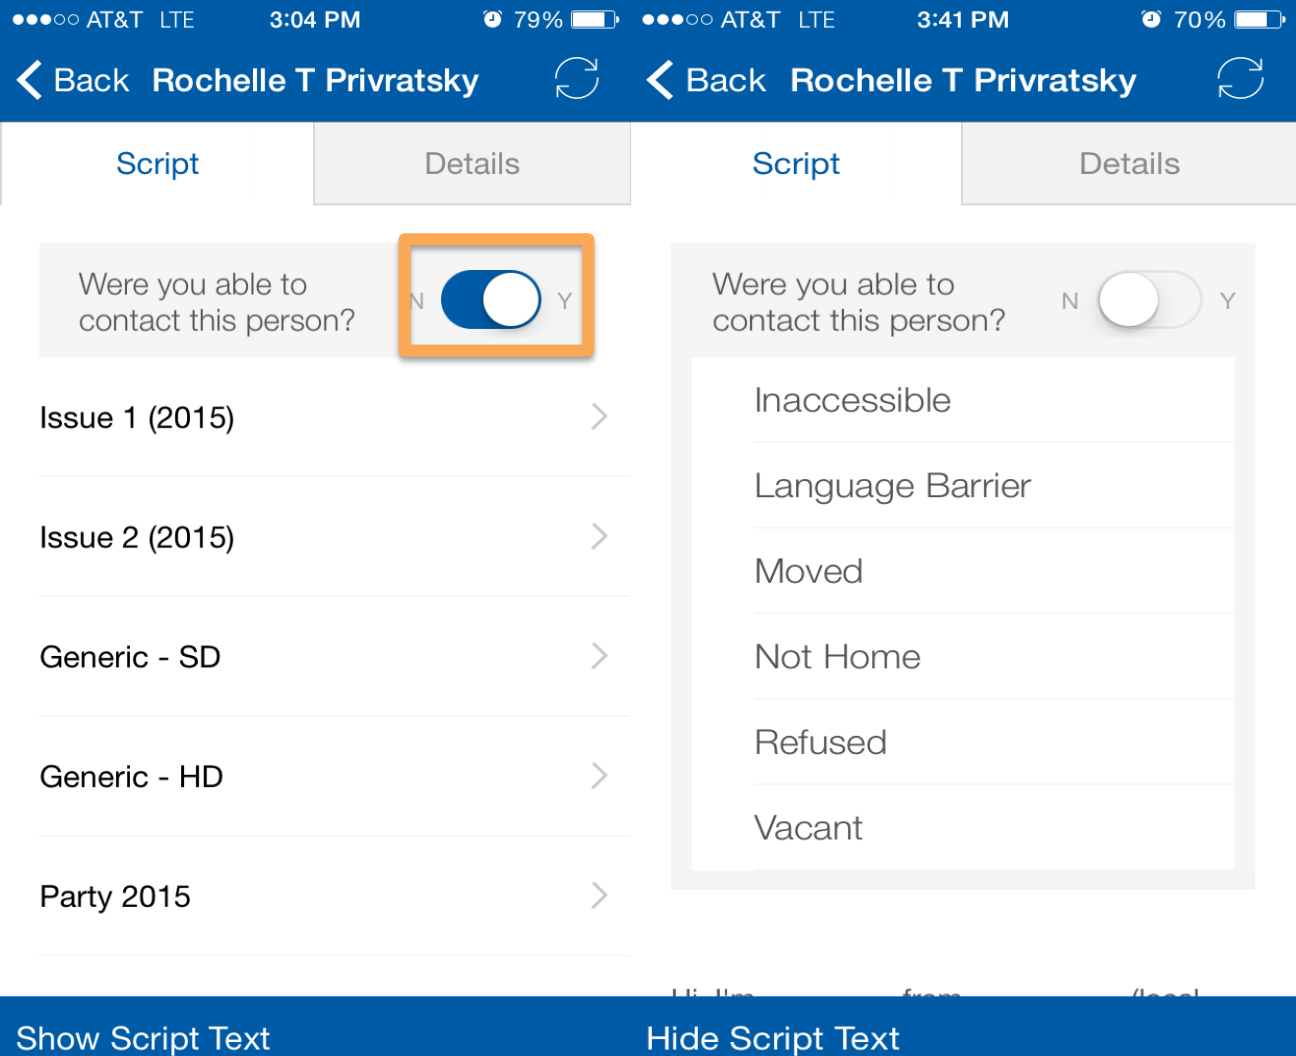 AT&T LTE 3:04 PM 79%
Back Rochelle T Privratsky
Script Details
Were you able to
contact this person?
N Y
Issue 1 (2015)
Issue 2 (2015)
Generic - SD
Generic - HD
Party 2015
Show Script Text
AT&T LTE 3:41 PM 70%
Back Rochelle T Privratsky
Script Details
Were you able to
contact this person?
N Y
Inaccessible
Language Barrier
Moved
Not Home
Refused
Vacant
Hi, I'm from (local
Hide Script Text